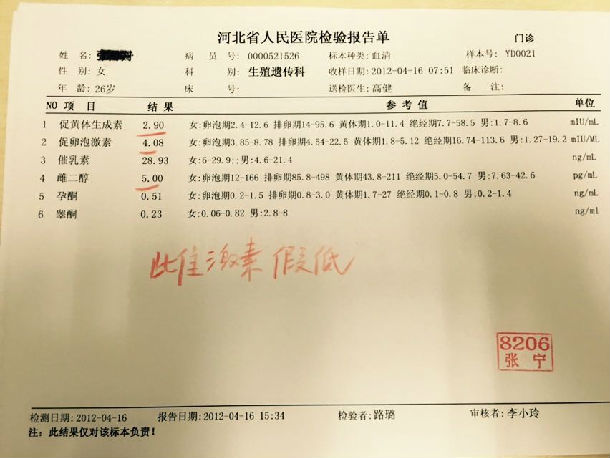 河北省人民医院检验报告单 门诊
姓 名: 病 员 号: 0000521526 标本种类:血清 样本号: YD0021
性 别: 女 科 别: 生殖遗传科 收样日期:2012-04-16 07:51 临床诊断:
年 龄: 26岁 床 号: 送检医生:高健 备 注:
NO 项 目 结 果 参 考 值 单位
1 促黄体生成素 2.90 女:卵泡期2.4-12.6 排卵期14-95.6 黄体期1.0-11.4 绝经期7.7-58.5 男:1.7-8.6 mIU/mL
2 促卵泡激素 4.08 女:卵泡期3.85-8.78 排卵期4.54-22.5 黄体期1.8-5.12 绝经期16.74-113.6 男:1.27-19.2 mIU/mL
3 催乳素 28.93 女:5-29.9; 男:4.6-21.4 ng/mL
4 雌二醇 5.00 女:卵泡期12-166 排卵期85.8-498 黄体期43.8-211 绝经期5.0-54.7 男:7.63-42.6 pg/mL
5 孕酮 0.51 女:卵泡期0.2-1.5 排卵期0.8-3.0 黄体期1.7-27 绝经期0.1-0.8 男:0.2-1.4 ng/mL
6 睾酮 0.23 女:0.06-0.82 男:2.8-8 ng/ml
此性激素 假低
8206
张宁
检测日期:2012-04-16 报告日期:2012-04-16 15:34 检验者:路璐 审核者:李小玲
注: 此结果仅对该标本负责!